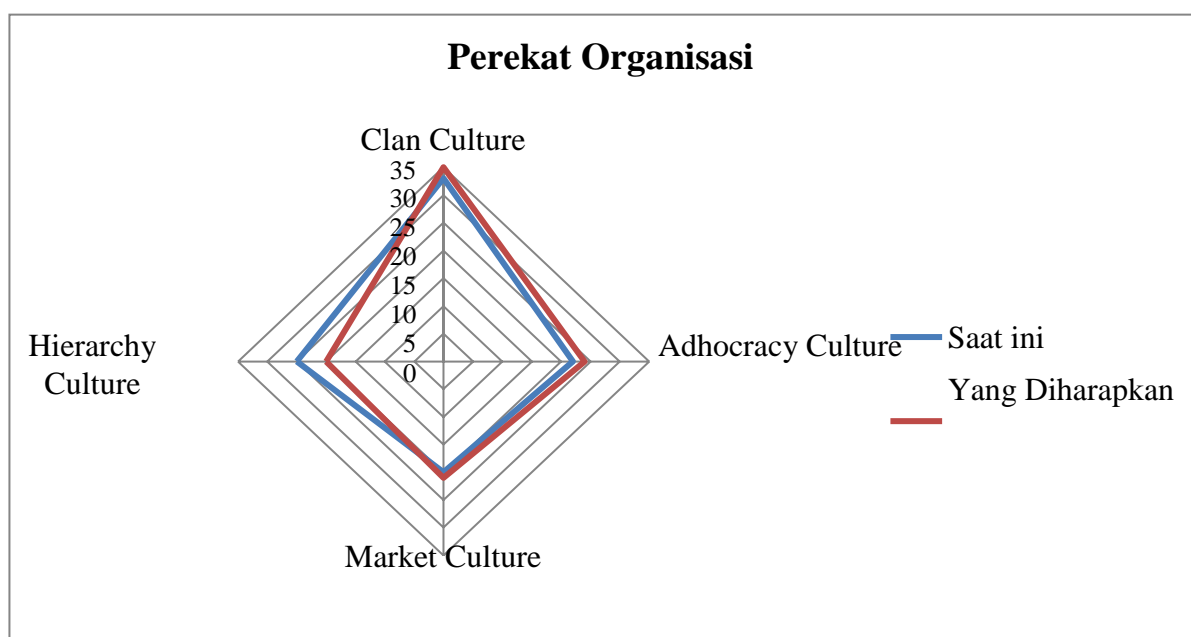 Perekat Organisasi
Clan Culture
35
30
25
20
15
10
5
0
Hierarchy
Culture
Adhocracy Culture
Market Culture
Saat ini
Yang Diharapkan